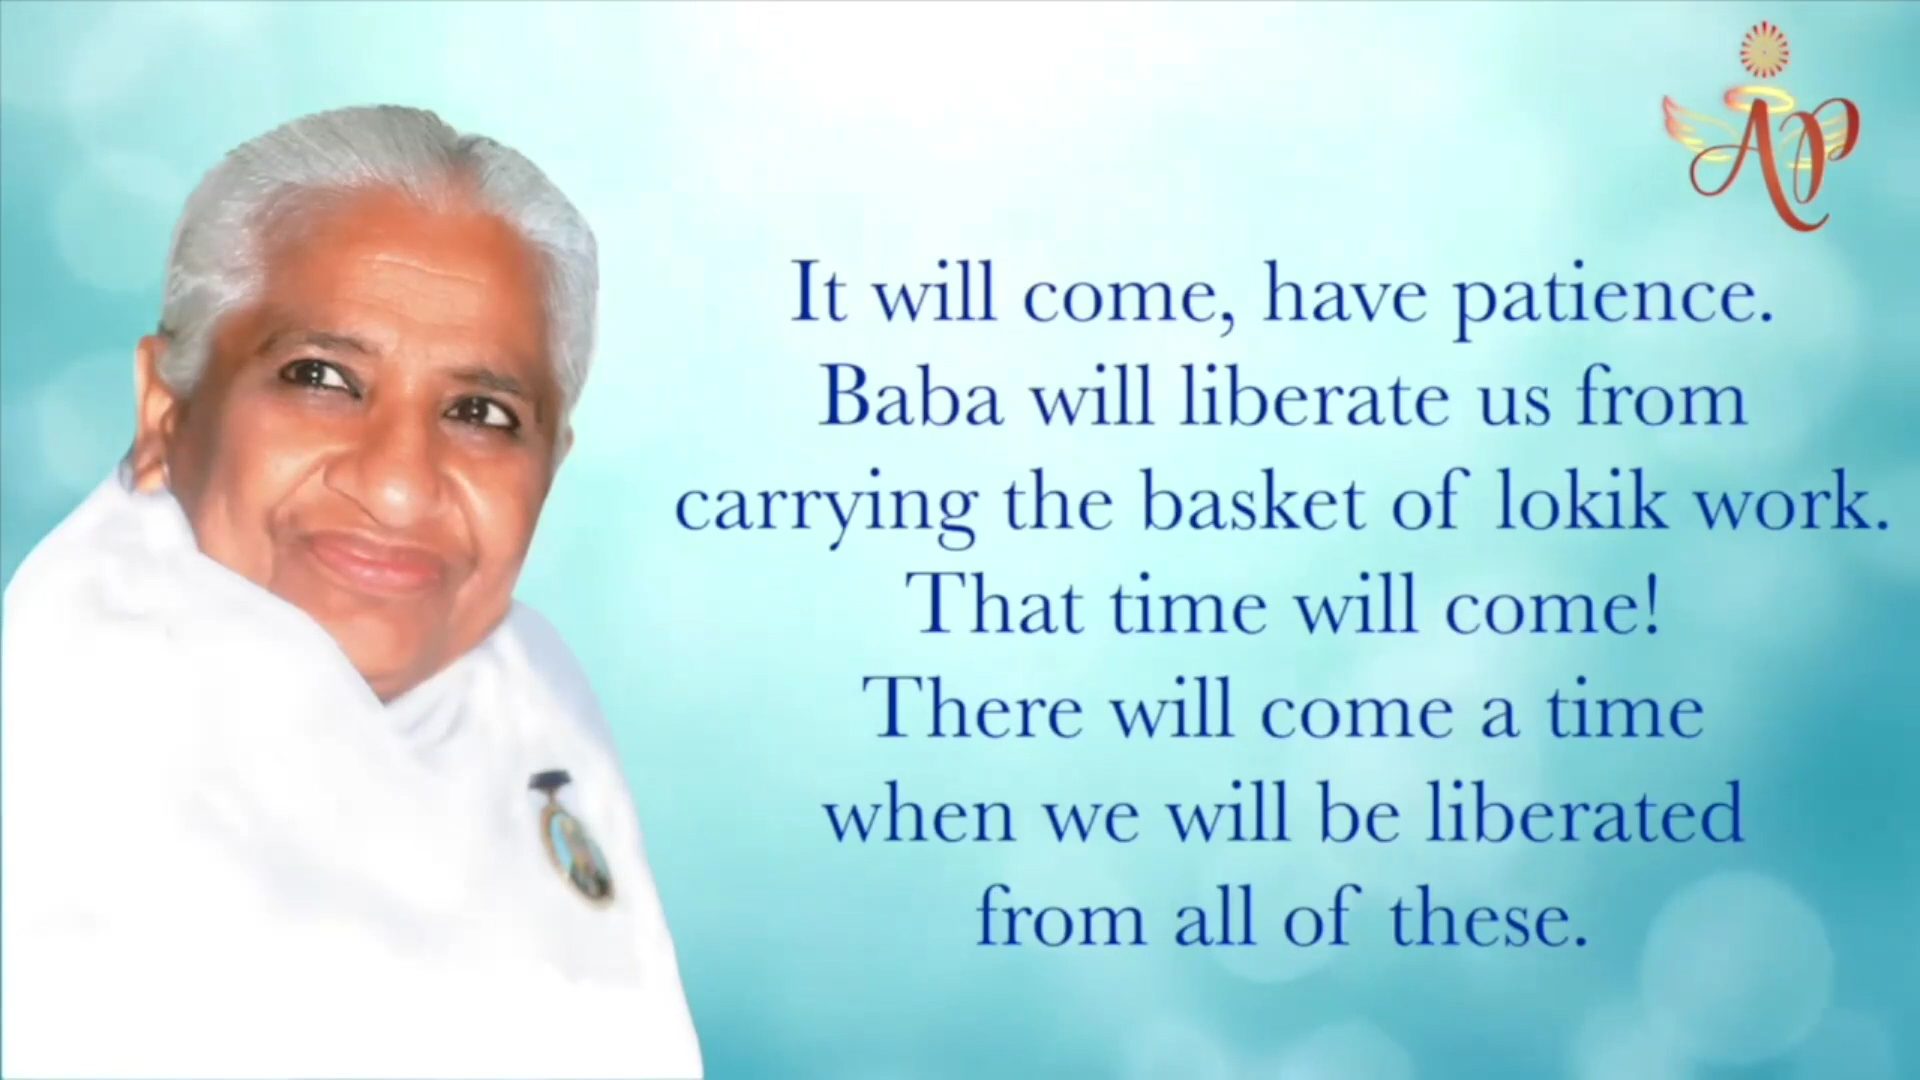 AP
It will come, have patience.
Baba will liberate us from
carrying the basket of lokik work.
That time will come!
There will come a time
when we will be liberated
from all of these.